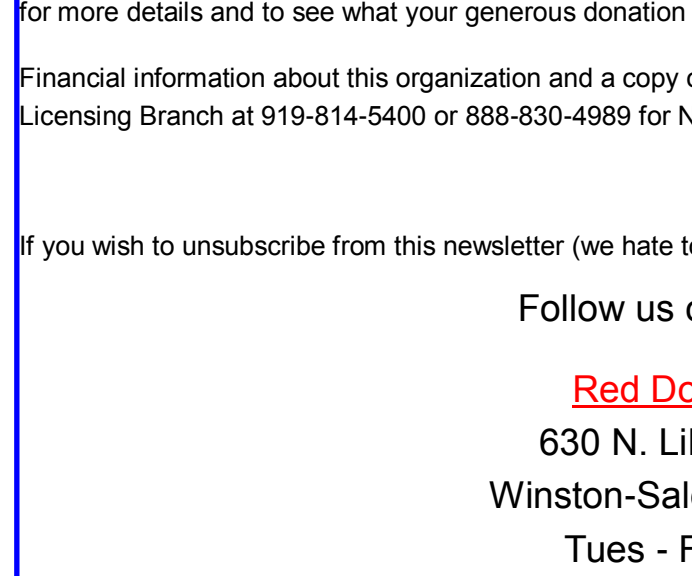 for more details and to see what your generous donation
Financial information about this organization and a copy
Licensing Branch at 919-814-5400 or 888-830-4989 for
If you wish to unsubscribe from this newsletter (we hate
Follow us
Red
630 N.
Winston-
Tues -